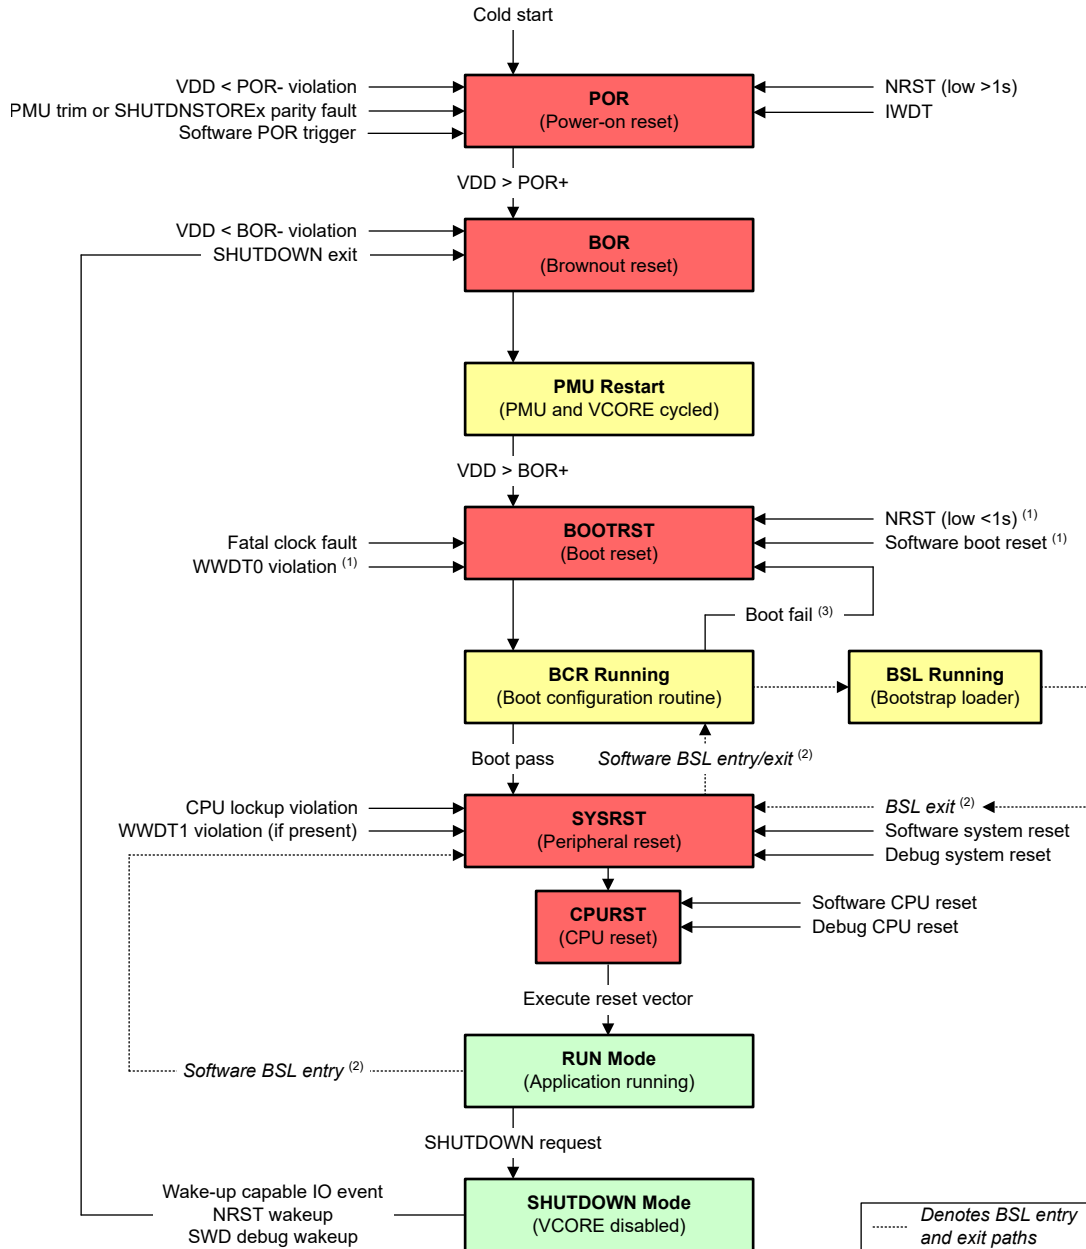 Cold start
VDD < POR- violation
PMU trim or SHUTDNSTOREx parity fault
Software POR trigger
POR
(Power-on reset)
NRST (low >1s)
IWDT
VDD > POR+
VDD < BOR- violation
SHUTDOWN exit
BOR
(Brownout reset)
PMU Restart
(PMU and VCORE cycled)
VDD > BOR+
Fatal clock fault
WWDT0 violation (1)
BOOTRST
(Boot reset)
NRST (low <1s) (1)
Software boot reset (1)
Boot fail (3)
BCR Running
(Boot configuration routine)
BSL Running
(Bootstrap loader)
Boot pass
Software BSL entry/exit (2)
CPU lockup violation
WWDT1 violation (if present)
SYSRST
(Peripheral reset)
BSL exit (2)
Software system reset
Debug system reset
CPURST
(CPU reset)
Software CPU reset
Debug CPU reset
Execute reset vector
Software BSL entry (2)
RUN Mode
(Application running)
SHUTDOWN request
Wake-up capable IO event
NRST wakeup
SWD debug wakeup
SHUTDOWN Mode
(VCORE disabled)
Denotes BSL entry
and exit paths